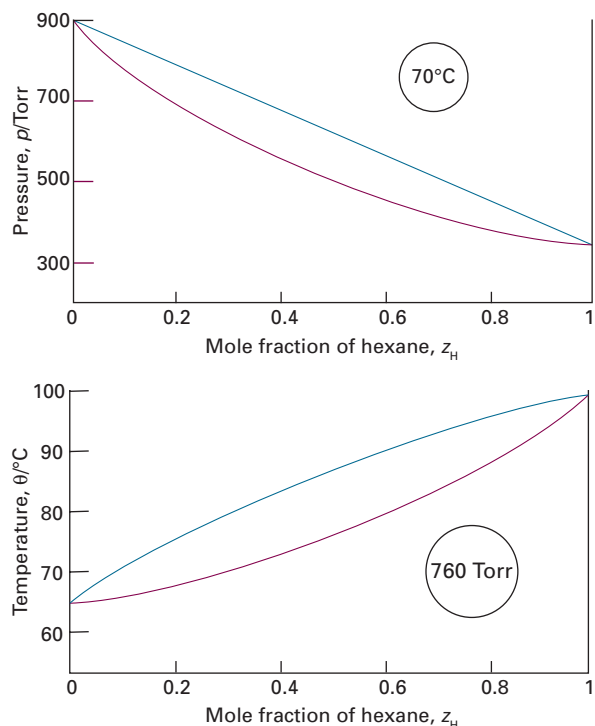 900
70°C
700
Pressure, p/Torr
500
300
0 0.2 0.4 0.6 0.8 1
Mole fraction of hexane, z_H
100
90
Temperature, θ/°C
80
760 Torr
70
60
0 0.2 0.4 0.6 0.8 1
Mole fraction of hexane, z_H